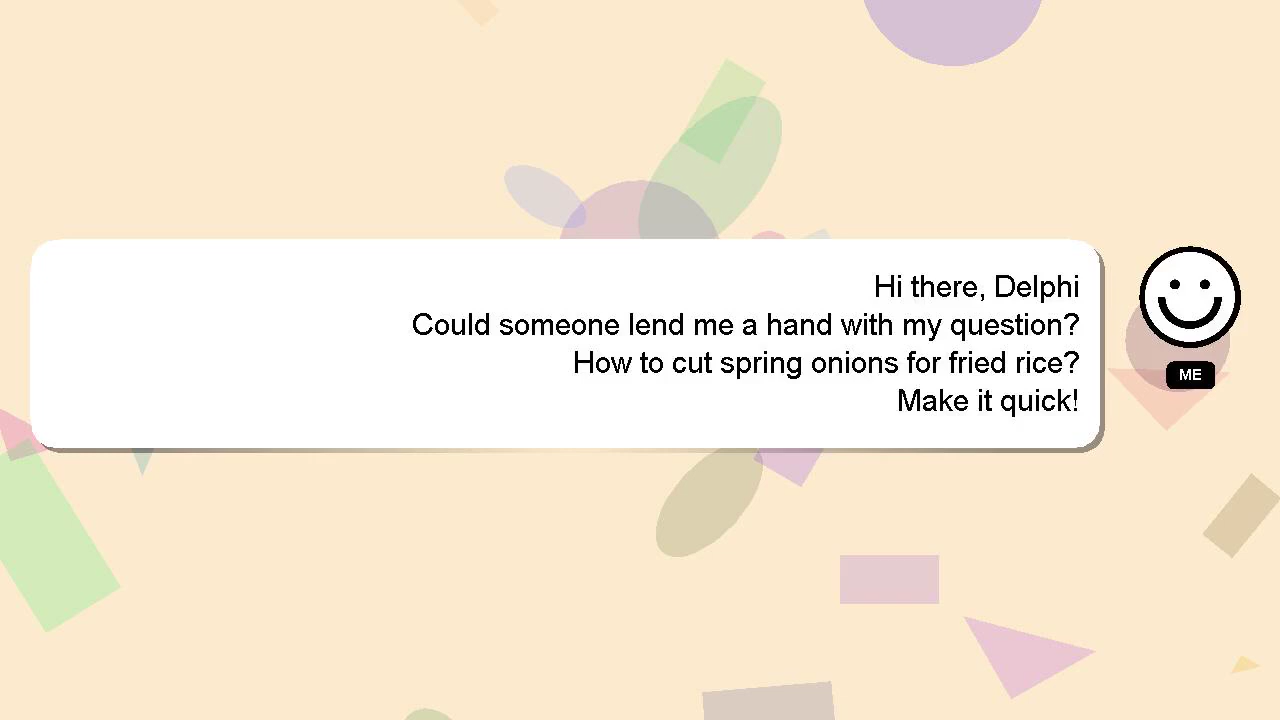 Hi there, Delphi
Could someone lend me a hand with my question?
How to cut spring onions for fried rice?
Make it quick!
ME